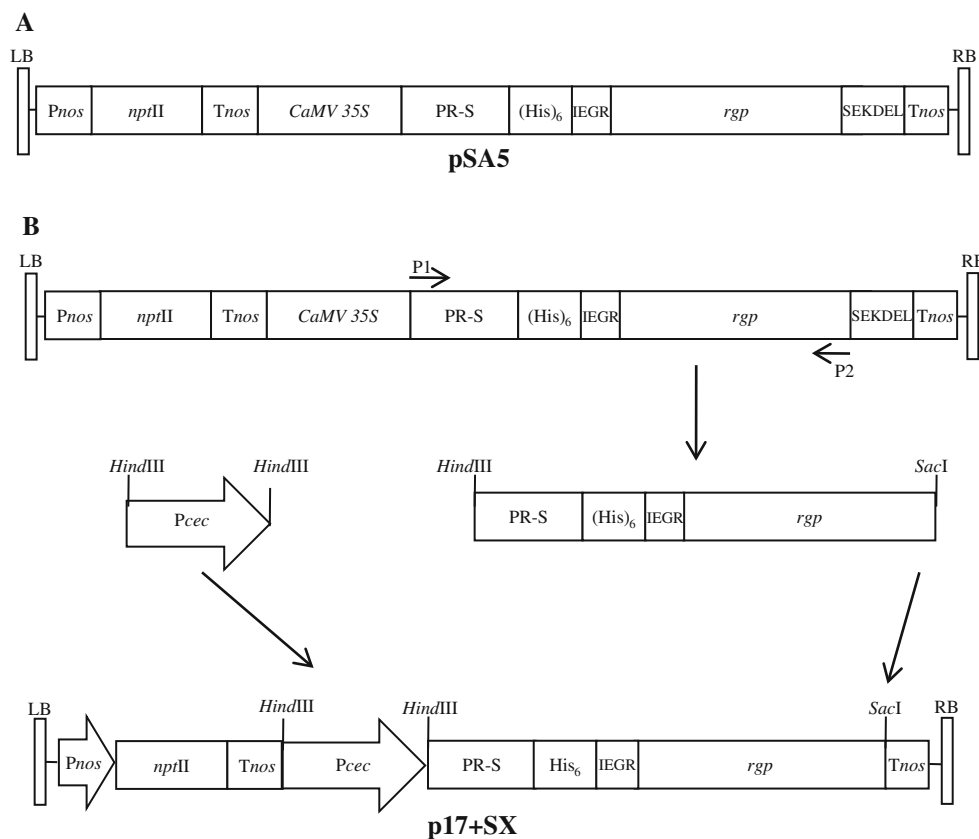 A
LB RB
Pnos nptII Tnos CaMV 35S PR-S (His)6 IEGR rgp SEKDEL Tnos
pSA5
B
LB P1 RB
Pnos nptII Tnos CaMV 35S PR-S (His)6 IEGR rgp SEKDEL Tnos
P2
HindIII HindIII HindIII SacI
Pcec PR-S (His)6 IEGR rgp
LB HindIII HindIII SacI RB
Pnos nptII Tnos Pcec PR-S His6 IEGR rgp Tnos
p17+SX